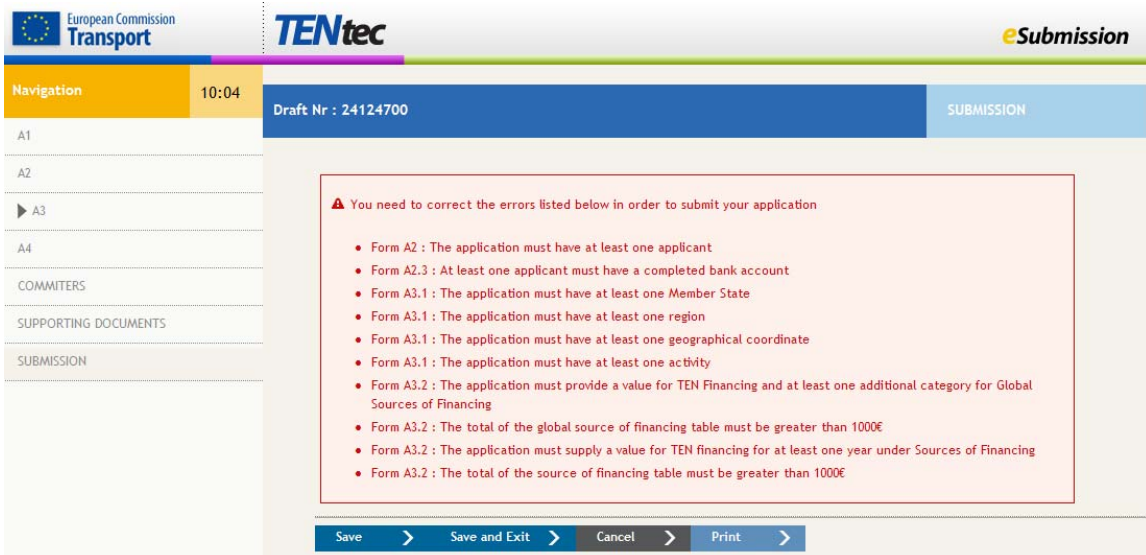 European Commission
Transport
TENtec
eSubmission
Navigation
10:04
Draft Nr : 24124700
SUBMISSION
A1
A2
A3
A4
COMMITERS
SUPPORTING DOCUMENTS
SUBMISSION
You need to correct the errors listed below in order to submit your application
• Form A2 : The application must have at least one applicant
• Form A2.3 : At least one applicant must have a completed bank account
• Form A3.1 : The application must have at least one Member State
• Form A3.1 : The application must have at least one region
• Form A3.1 : The application must have at least one geographical coordinate
• Form A3.1 : The application must have at least one activity
• Form A3.2 : The application must provide a value for TEN Financing and at least one additional category for Global
Sources of Financing
• Form A3.2 : The total of the global source of financing table must be greater than 1000€
• Form A3.2 : The application must supply a value for TEN financing for at least one year under Sources of Financing
• Form A3.2 : The total of the source of financing table must be greater than 1000€
Save
Save and Exit
Cancel
Print